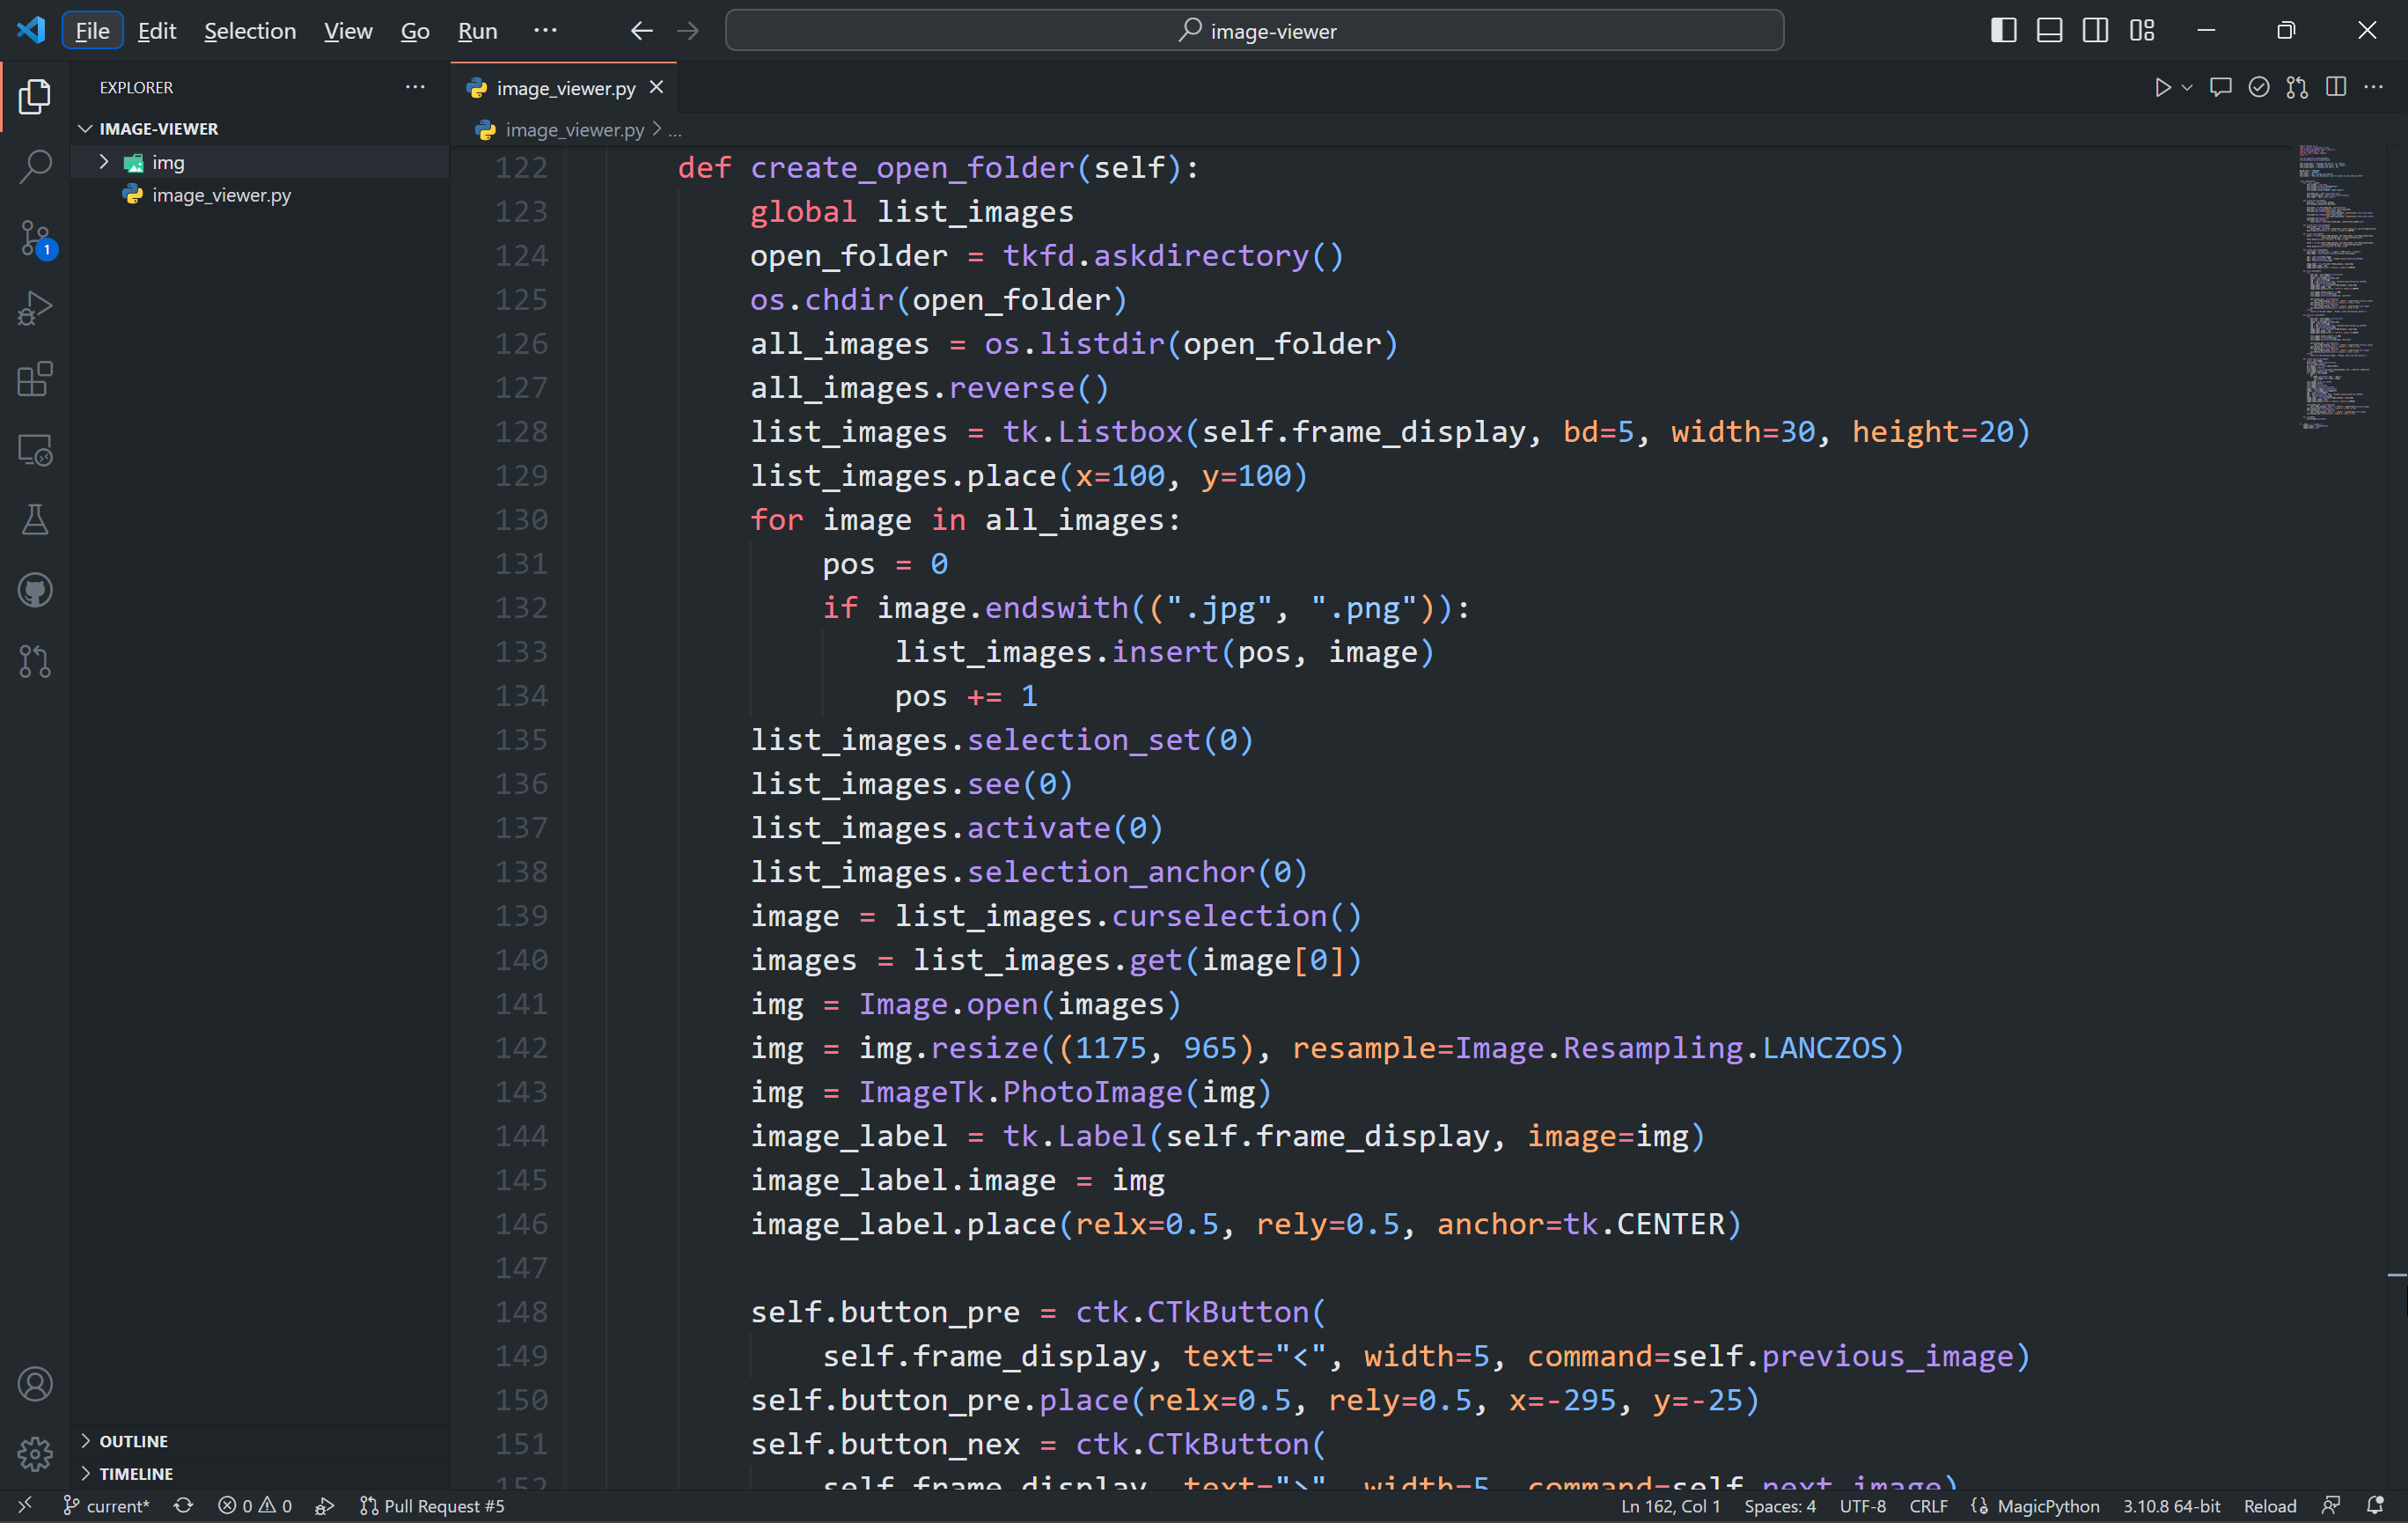 File Edit Selection View Go Run ···
image-viewer
EXPLORER
IMAGE-VIEWER
img
image_viewer.py
image_viewer.py
image_viewer.py > ...
122 def create_open_folder(self):
123 global list_images
124 open_folder = tkfd.askdirectory()
125 os.chdir(open_folder)
126 all_images = os.listdir(open_folder)
127 all_images.reverse()
128 list_images = tk.Listbox(self.frame_display, bd=5, width=30, height=20)
129 list_images.place(x=100, y=100)
130 for image in all_images:
131 pos = 0
132 if image.endswith((".jpg", ".png")):
133 list_images.insert(pos, image)
134 pos += 1
135 list_images.selection_set(0)
136 list_images.see(0)
137 list_images.activate(0)
138 list_images.selection_anchor(0)
139 image = list_images.curselection()
140 images = list_images.get(image[0])
141 img = Image.open(images)
142 img = img.resize((1175, 965), resample=Image.Resampling.LANCZOS)
143 img = ImageTk.PhotoImage(img)
144 image_label = tk.Label(self.frame_display, image=img)
145 image_label.image = img
146 image_label.place(relx=0.5, rely=0.5, anchor=tk.CENTER)
147
148 self.button_pre = ctk.CTkButton(
149 self.frame_display, text="<", width=5, command=self.previous_image)
150 self.button_pre.place(relx=0.5, rely=0.5, x=-295, y=-25)
151 self.button_nex = ctk.CTkButton(
152 self.frame_display, text=">", width=5, command=self.next_image)
OUTLINE
TIMELINE
1
current* 0 0 Pull Request #5 Ln 162, Col 1 Spaces: 4 UTF-8 CRLF MagicPython 3.10.8 64-bit Reload